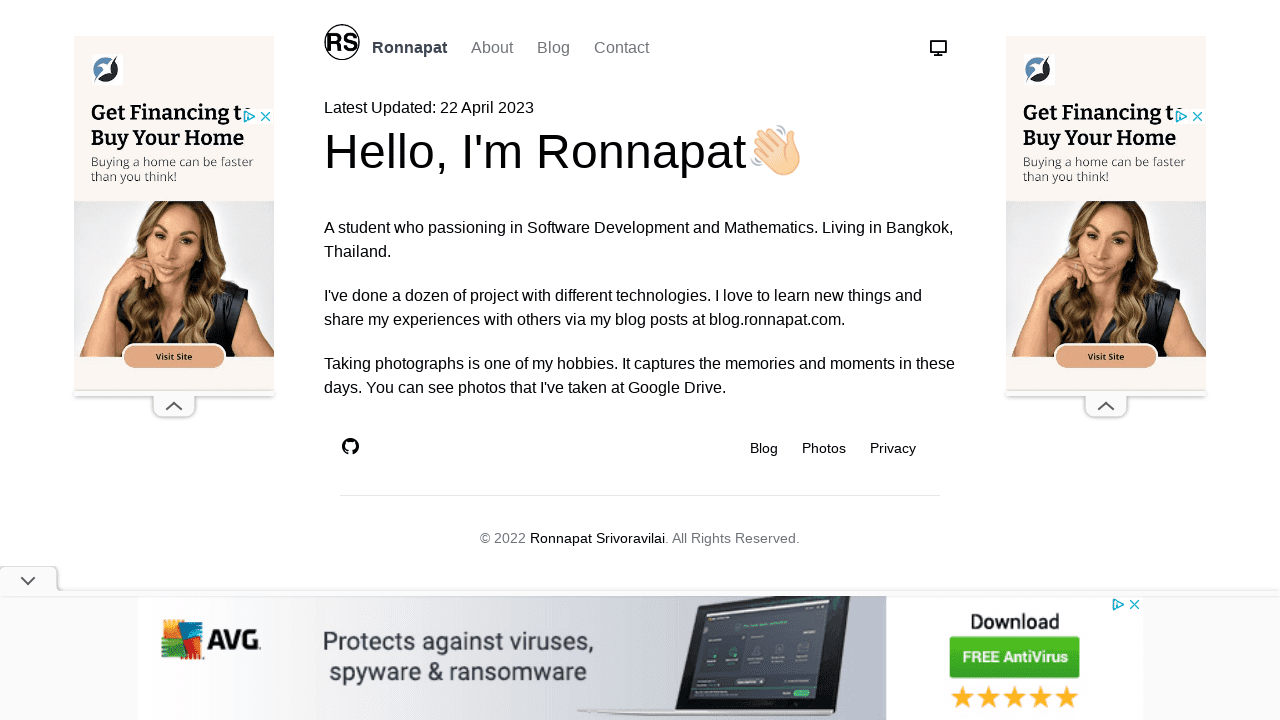 RS
Ronnapat About Blog Contact
Latest Updated: 22 April 2023
Hello, I'm Ronnapat
A student who passioning in Software Development and Mathematics. Living in Bangkok,
Thailand.
I've done a dozen of project with different technologies. I love to learn new things and
share my experiences with others via my blog posts at blog.ronnapat.com.
Taking photographs is one of my hobbies. It captures the memories and moments in these
days. You can see photos that I've taken at Google Drive.
Blog Photos Privacy
© 2022 Ronnapat Srivoravilai. All Rights Reserved.
Get Financing t
Buy Your Home
Buying a home can be faster
than you think!
Visit Site
Get Financing t
Buy Your Home
Buying a home can be faster
than you think!
Visit Site
AVG
Protects against viruses,
spyware & ransomware
Download
FREE AntiVirus